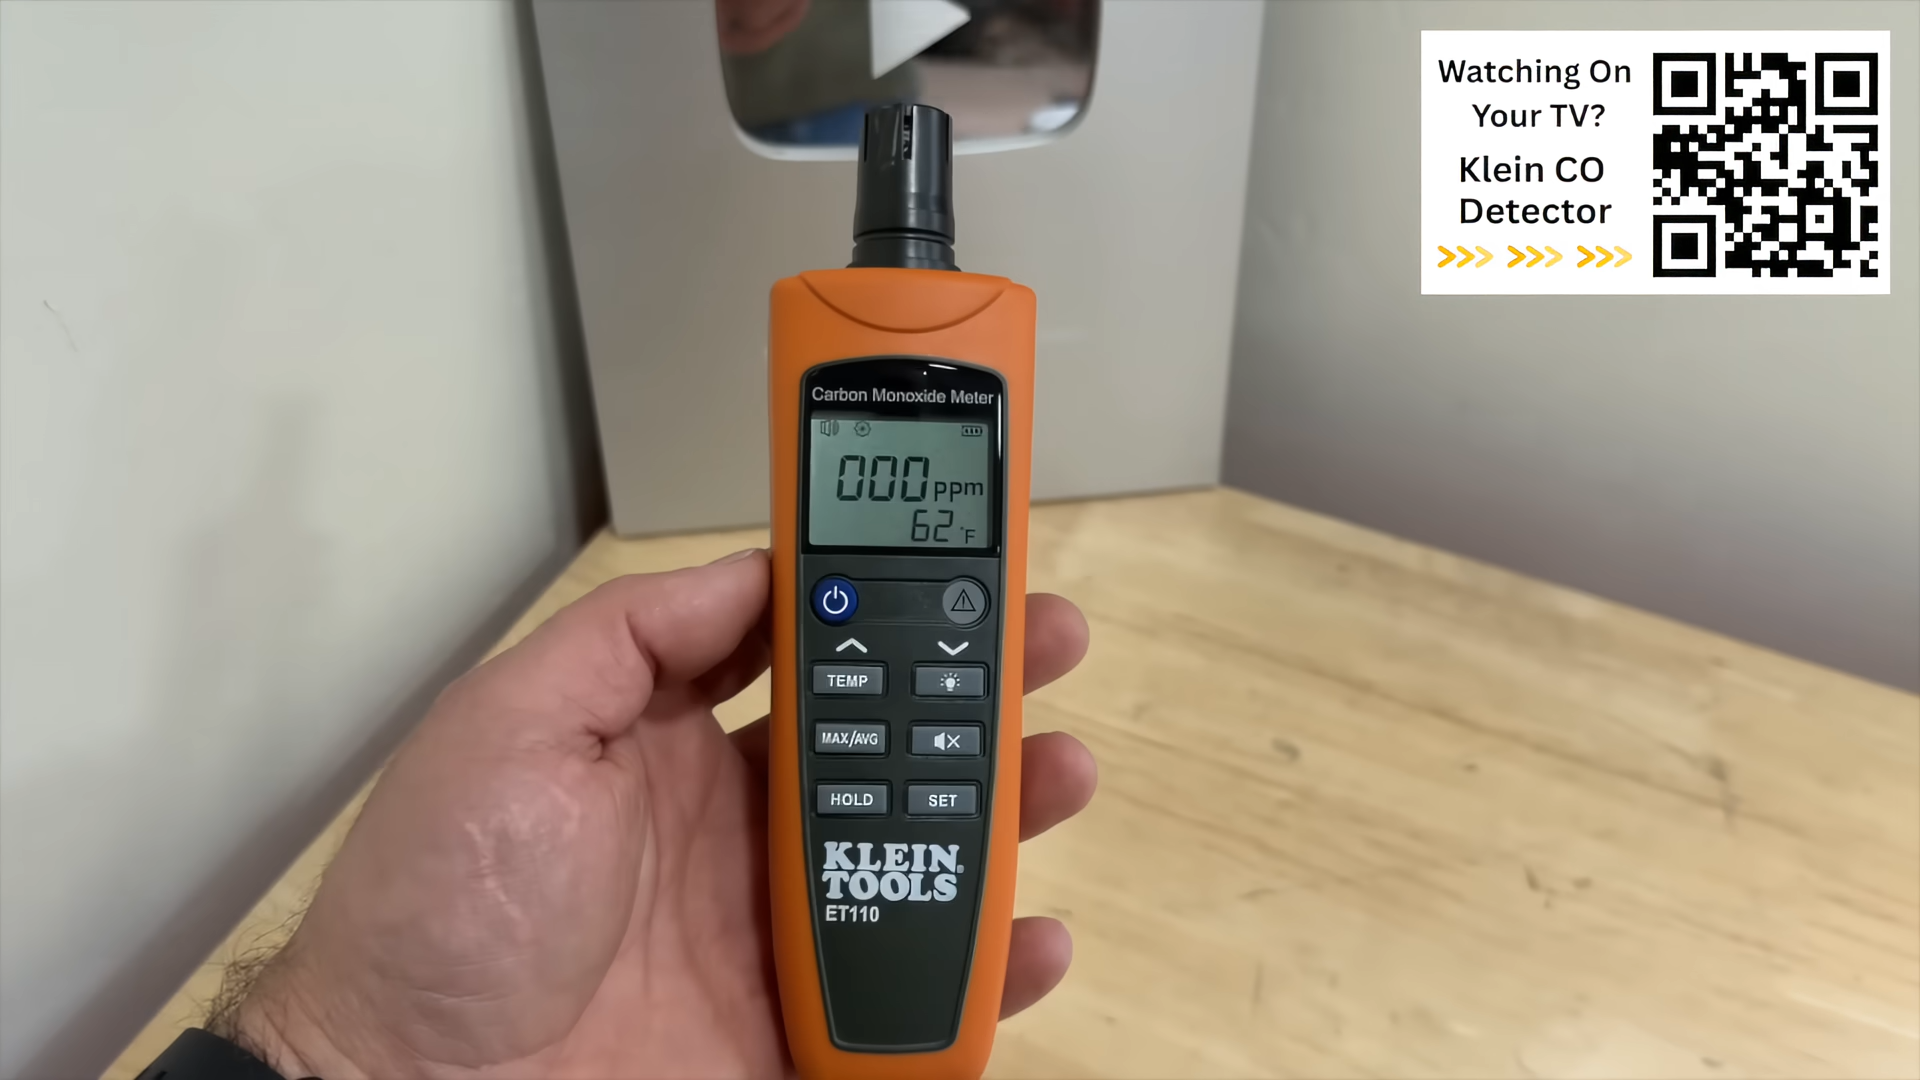 Watching On
Your TV?
Klein CO
Detector
Carbon Monoxide Meter
000 ppm
62 °F
TEMP
MAX/AVG
HOLD
SET
KLEIN
TOOLS®
ET110